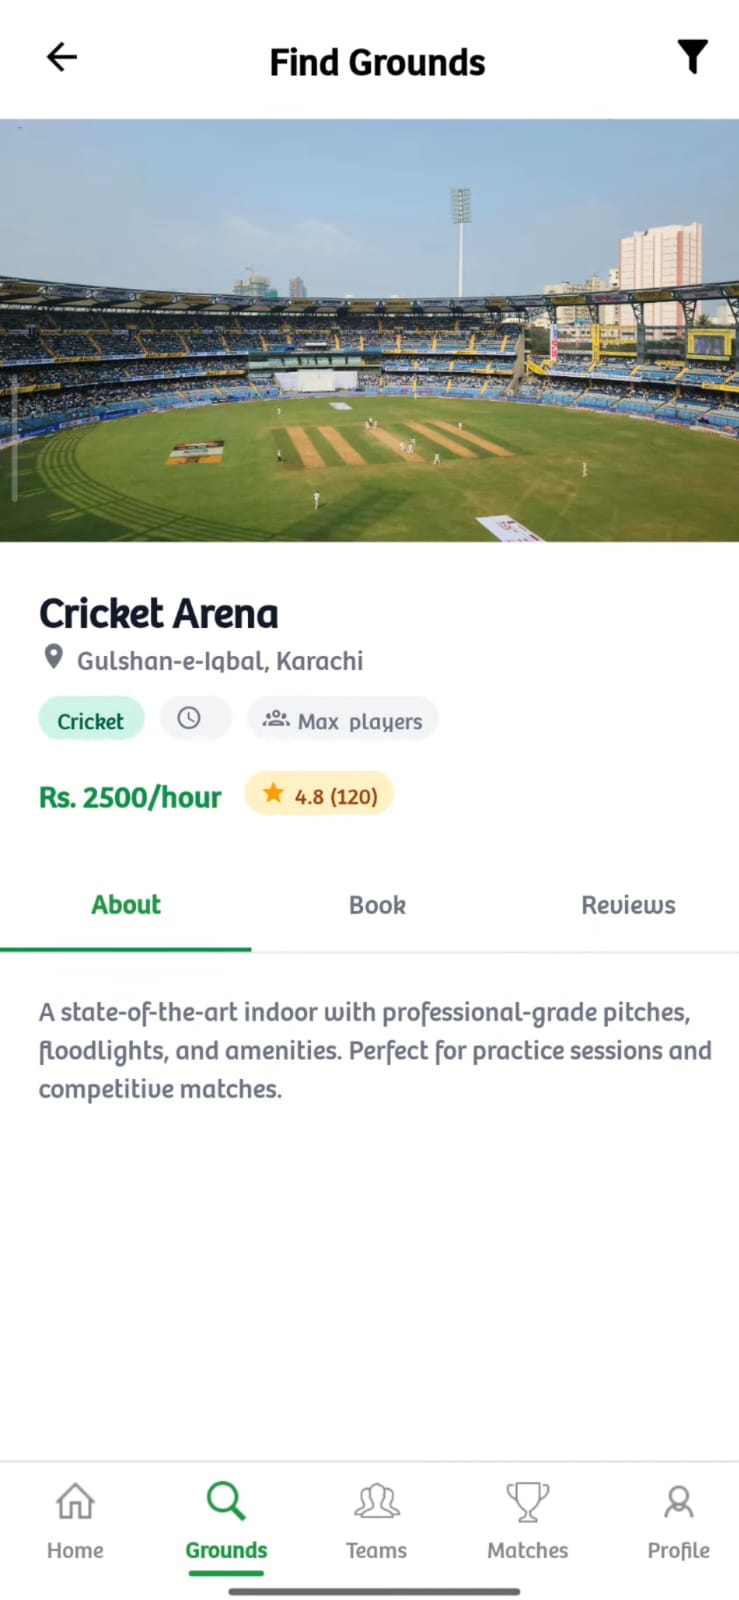 Find Grounds
Cricket Arena
Gulshan-e-Iqbal, Karachi
Cricket
Max players
Rs. 2500/hour
4.8 (120)
About
Book
Reviews
A state-of-the-art indoor with professional-grade pitches,
floodlights, and amenities. Perfect for practice sessions and
competitive matches.
Home
Grounds
Teams
Matches
Profile